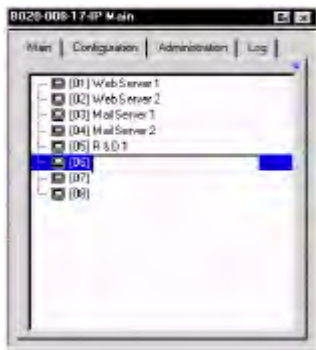 B020-008-17-IP Main
Main Configuration Administration Log
[01] Web Server 1
[02] Web Server 2
[03] Mail Server 1
[04] Mail Server 2
[05] R & D 1
[06]
[07]
[08]